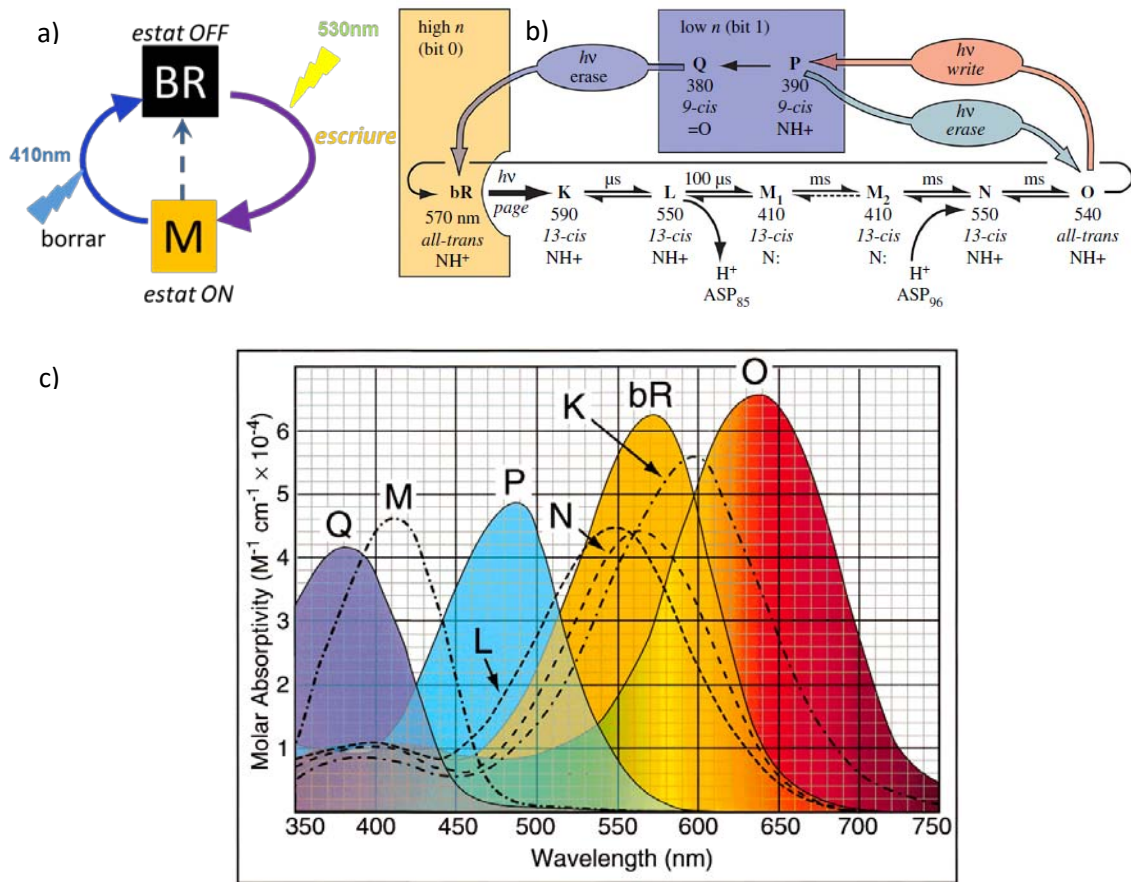 a)
estat OFF
BR
530nm
escriure
410nm
borrar
M
estat ON
b)
high n
(bit 0)
low n (bit 1)
hν
erase
Q
380
9-cis
=O
P
390
9-cis
NH+
hν
write
hν
erase
bR
570 nm
all-trans
NH⁺
hν
page
K
590
13-cis
NH+
μs
L
550
13-cis
NH+
100 μs
M₁
410
13-cis
N:
ms
M₂
410
13-cis
N:
ms
N
550
13-cis
NH+
ms
O
540
all-trans
NH+
H⁺
ASP₈₅
H⁺
ASP₉₆
c)
Q
M
P
L
N
K
bR
O
Molar Absorptivity (M⁻¹ cm⁻¹ × 10⁻⁴)
6
5
4
3
2
1
350 400 450 500 550 600 650 700 750
Wavelength (nm)